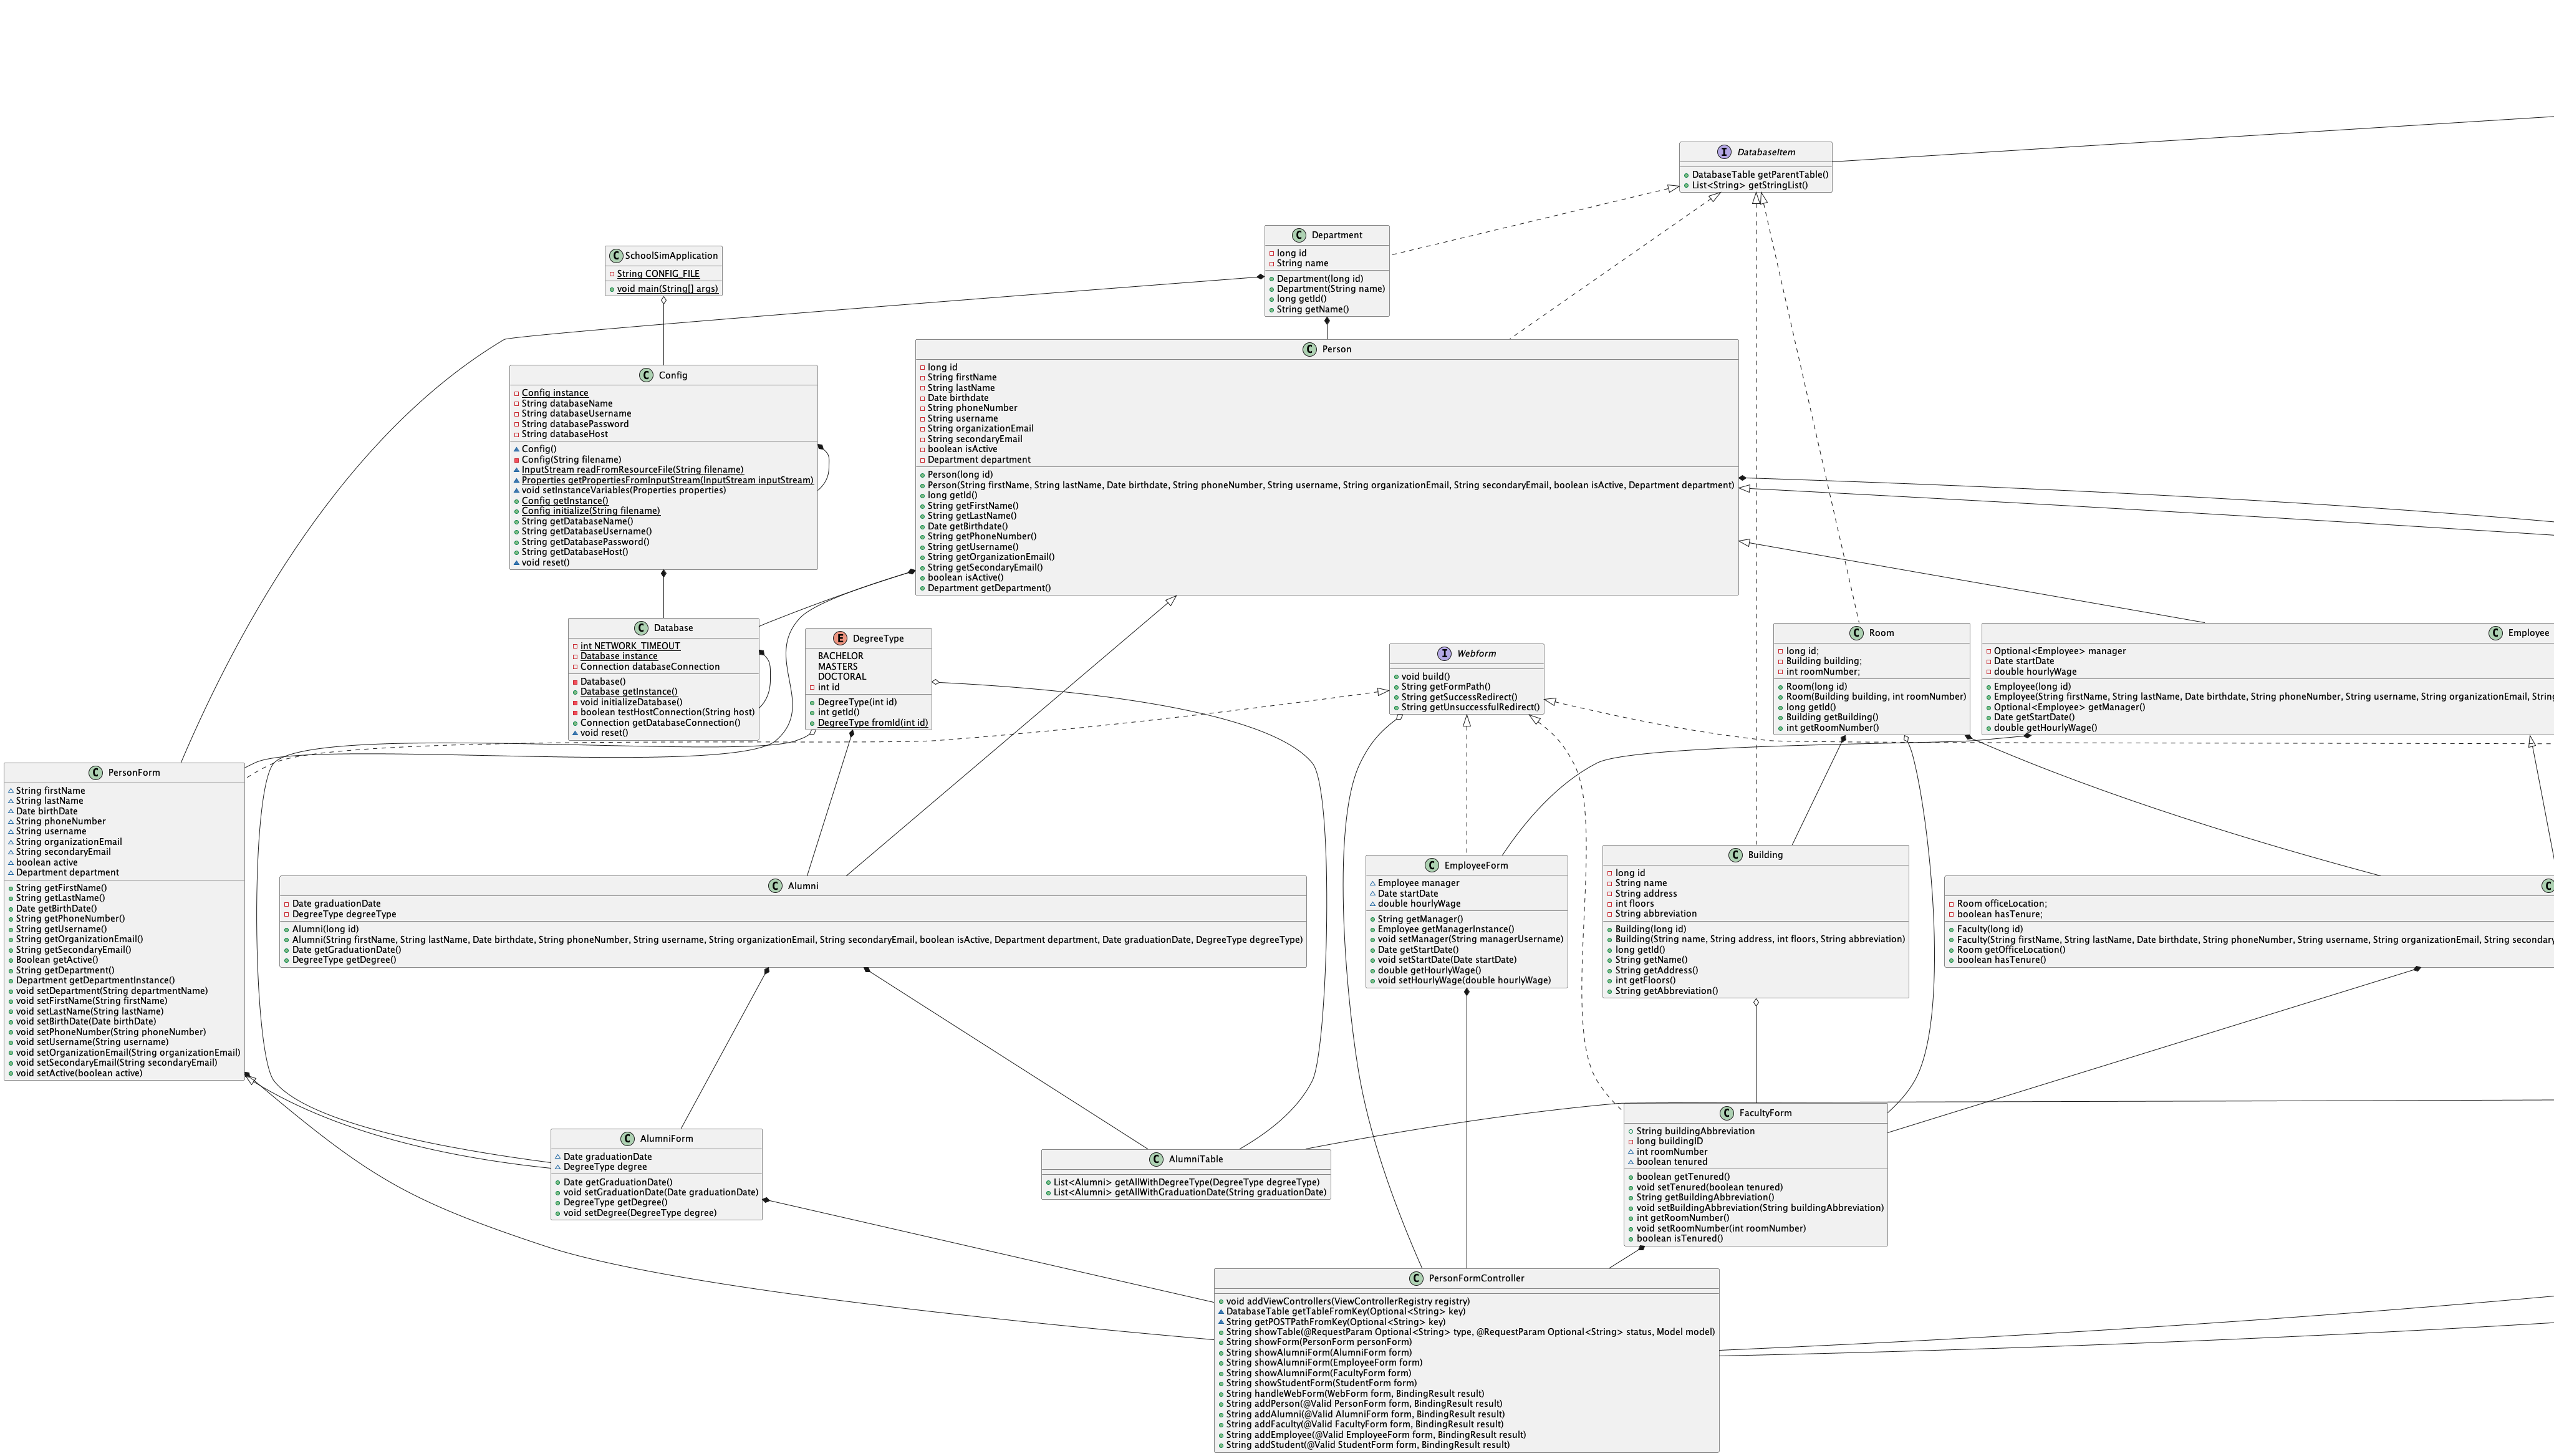 I DatabaseItem
DatabaseTable getParentTable()
List<String> getStringList()
C Department
long id
String name
Department(long id)
Department(String name)
long getId()
String getName()
C SchoolSimApplication
String CONFIG_FILE
void main(String[] args)
C Person
long id
String firstName
String lastName
Date birthdate
String phoneNumber
String username
String organizationEmail
String secondaryEmail
boolean isActive
Department department
Person(long id)
Person(String firstName, String lastName, Date birthdate, String phoneNumber, String username, String organizationEmail, String secondaryEmail, boolean isActive, Department department)
long getId()
String getFirstName()
String getLastName()
Date getBirthdate()
String getPhoneNumber()
String getUsername()
String getOrganizationEmail()
String getSecondaryEmail()
boolean isActive()
Department getDepartment()
C Config
Config instance
String databaseName
String databaseUsername
String databasePassword
String databaseHost
Config()
Config(String filename)
InputStream readFromResourceFile(String filename)
Properties getPropertiesFromInputStream(InputStream inputStream)
void setInstanceVariables(Properties properties)
Config getInstance()
Config initialize(String filename)
String getDatabaseName()
String getDatabaseUsername()
String getDatabasePassword()
String getDatabaseHost()
void reset()
C Database
int NETWORK_TIMEOUT
Database instance
Connection databaseConnection
Database()
Database getInstance()
void initializeDatabase()
boolean testHostConnection(String host)
Connection getDatabaseConnection()
void reset()
E DegreeType
BACHELOR
MASTERS
DOCTORAL
int id
DegreeType(int id)
int getId()
DegreeType fromId(int id)
I Webform
void build()
String getFormPath()
String getSuccessRedirect()
String getUnsuccessfulRedirect()
C Room
long id;
Building building;
int roomNumber;
Room(long id)
Room(Building building, int roomNumber)
long getId()
Building getBuilding()
int getRoomNumber()
C Employee
Optional<Employee> manager
Date startDate
double hourlyWage
Employee(long id)
Employee(String firstName, String lastName, Date birthdate, String phoneNumber, String username, String organizationEmail, Strin
Optional<Employee> getManager()
Date getStartDate()
double getHourlyWage()
C PersonForm
String firstName
String lastName
Date birthDate
String phoneNumber
String username
String organizationEmail
String secondaryEmail
boolean active
Department department
String getFirstName()
String getLastName()
Date getBirthDate()
String getPhoneNumber()
String getUsername()
String getOrganizationEmail()
String getSecondaryEmail()
Boolean getActive()
String getDepartment()
Department getDepartmentInstance()
void setDepartment(String departmentName)
void setFirstName(String firstName)
void setLastName(String lastName)
void setBirthDate(Date birthDate)
void setPhoneNumber(String phoneNumber)
void setUsername(String username)
void setOrganizationEmail(String organizationEmail)
void setSecondaryEmail(String secondaryEmail)
void setActive(boolean active)
C Alumni
Date graduationDate
DegreeType degreeType
Alumni(long id)
Alumni(String firstName, String lastName, Date birthdate, String phoneNumber, String username, String organizationEmail, String secondaryEmail, boolean isActive, Department department, Date graduationDate, DegreeType degreeType)
Date getGraduationDate()
DegreeType getDegree()
C EmployeeForm
Employee manager
Date startDate
double hourlyWage
String getManager()
Employee getManagerInstance()
void setManager(String managerUsername)
Date getStartDate()
void setStartDate(Date startDate)
double getHourlyWage()
void setHourlyWage(double hourlyWage)
C Building
long id
String name
String address
int floors
String abbreviation
Building(long id)
Building(String name, String address, int floors, String abbreviation)
long getId()
String getName()
String getAddress()
int getFloors()
String getAbbreviation()
C
Room officeLocation;
boolean hasTenure;
Faculty(long id)
Faculty(String firstName, String lastName, Date birthdate, String phoneNumber, String username, String organizationEmail, String secondary
Room getOfficeLocation()
boolean hasTenure()
C AlumniForm
Date graduationDate
DegreeType degree
Date getGraduationDate()
void setGraduationDate(Date graduationDate)
DegreeType getDegree()
void setDegree(DegreeType degree)
C AlumniTable
List<Alumni> getAllWithDegreeType(DegreeType degreeType)
List<Alumni> getAllWithGraduationDate(String graduationDate)
C FacultyForm
String buildingAbbreviation
long buildingID
int roomNumber
boolean tenured
boolean getTenured()
void setTenured(boolean tenured)
String getBuildingAbbreviation()
void setBuildingAbbreviation(String buildingAbbreviation)
int getRoomNumber()
void setRoomNumber(int roomNumber)
boolean isTenured()
C PersonFormController
void addViewControllers(ViewControllerRegistry registry)
DatabaseTable getTableFromKey(Optional<String> key)
String getPOSTPathFromKey(Optional<String> key)
String showTable(@RequestParam Optional<String> type, @RequestParam Optional<String> status, Model model)
String showForm(PersonForm personForm)
String showAlumniForm(AlumniForm form)
String showAlumniForm(EmployeeForm form)
String showAlumniForm(FacultyForm form)
String showStudentForm(StudentForm form)
String handleWebForm(WebForm form, BindingResult result)
String addPerson(@Valid PersonForm form, BindingResult result)
String addAlumni(@Valid AlumniForm form, BindingResult result)
String addFaculty(@Valid FacultyForm form, BindingResult result)
String addEmployee(@Valid EmployeeForm form, BindingResult result)
String addStudent(@Valid StudentForm form, BindingResult result)